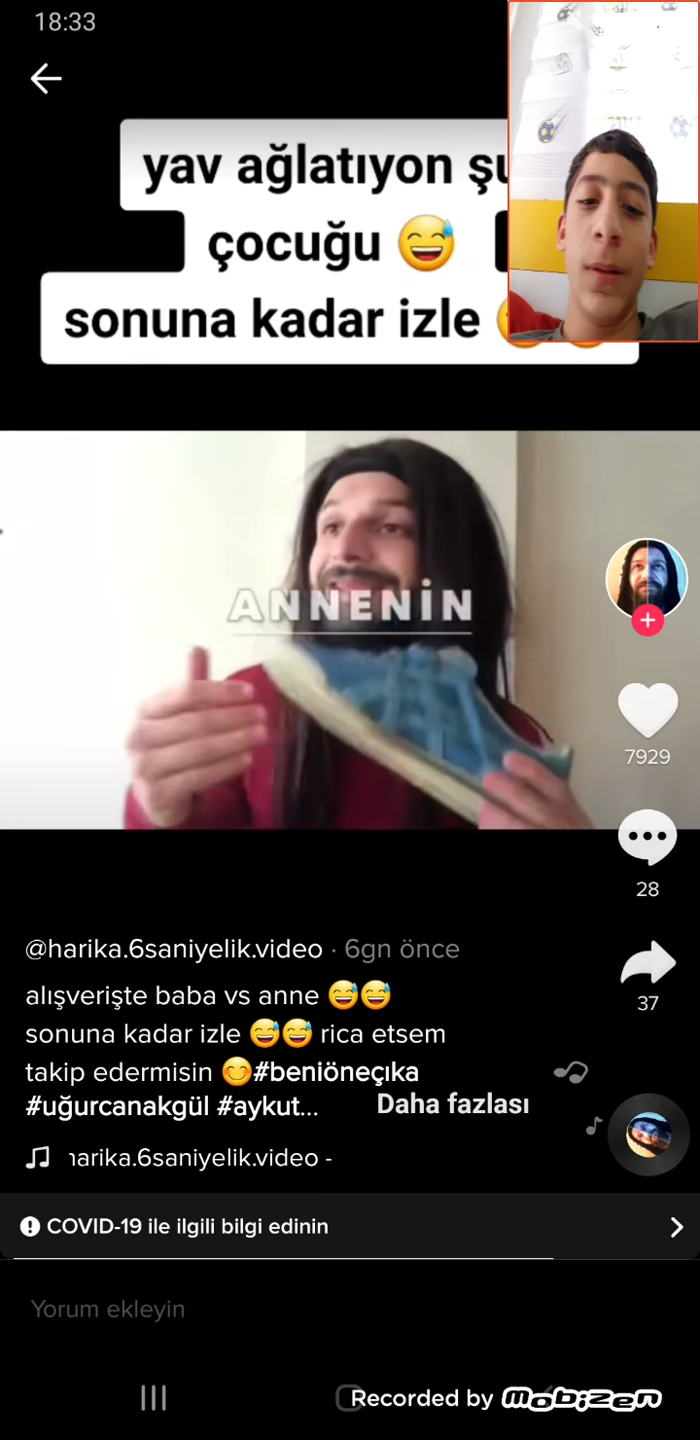 18:33
yav ağlatıyon
çocuğu 😅
sonuna kadar izle
ANNENİN
7929
28
@harika.6saniyelik.video · 6gn önce
37
alışverişte baba vs anne 😅😅
sonuna kadar izle 😅😅 rica etsem
takip edermisin 😊#beniöneçıka
#uğurcanakgül #aykut... Daha fazlası
harika.6saniyelik.video -
COVID-19 ile ilgili bilgi edinin
Yorum ekleyin
Recorded by mobizen